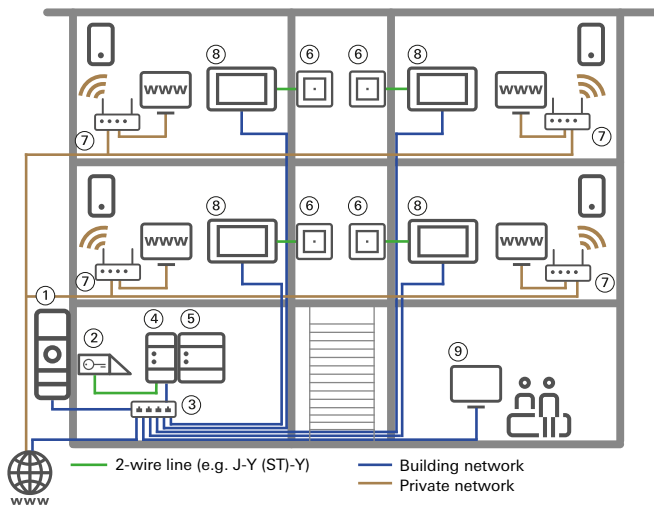 ⑧ ⑥ ⑥ ⑧
www www
⑦ ⑦
⑧ ⑥ ⑥ ⑧
www www
⑦ ⑦
①
② ④ ⑤ ⑨
③
2-wire line (e.g. J-Y (ST)-Y) Building network
Private network
www